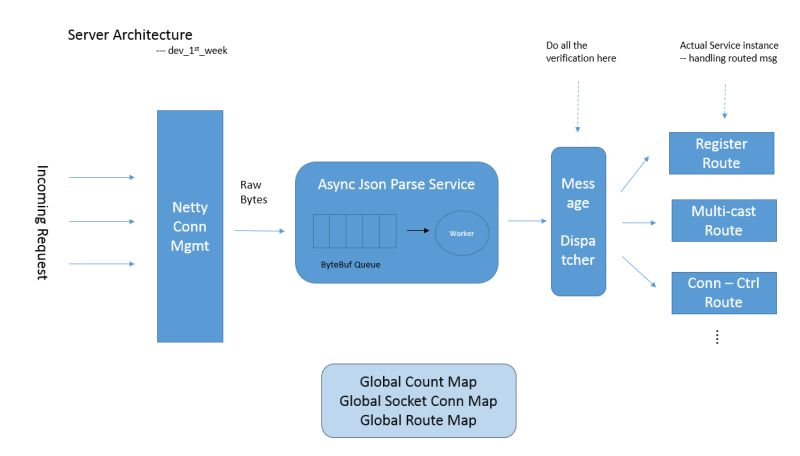 Server Architecture
--- dev_1st_week
Do all the
verification here
Actual Service instance
-- handling routed msg
Incoming Request
Netty
Conn
Mgmt
Raw
Bytes
Async Json Parse Service
Worker
ByteBuf Queue
Mess
age
Dispa
tcher
Register
Route
Multi-cast
Route
Conn – Ctrl
Route
Global Count Map
Global Socket Conn Map
Global Route Map